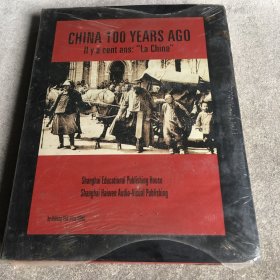 CHINA 100 YEARS AGO
Il y a cent ans: "La Chine"
Shanghai Educational Publishing House
Shanghai Haiwen Audio-Visual Publishing